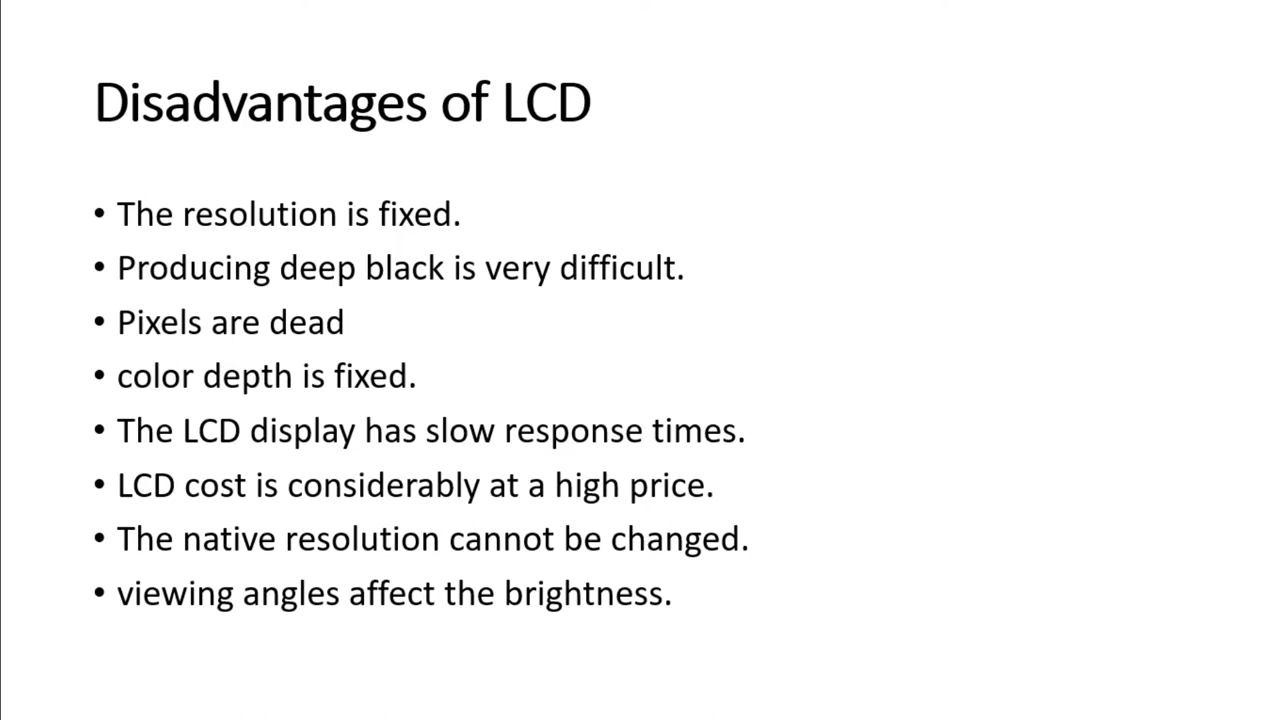 Disadvantages of LCD
• The resolution is fixed.
• Producing deep black is very difficult.
• Pixels are dead
• color depth is fixed.
• The LCD display has slow response times.
• LCD cost is considerably at a high price.
• The native resolution cannot be changed.
• viewing angles affect the brightness.